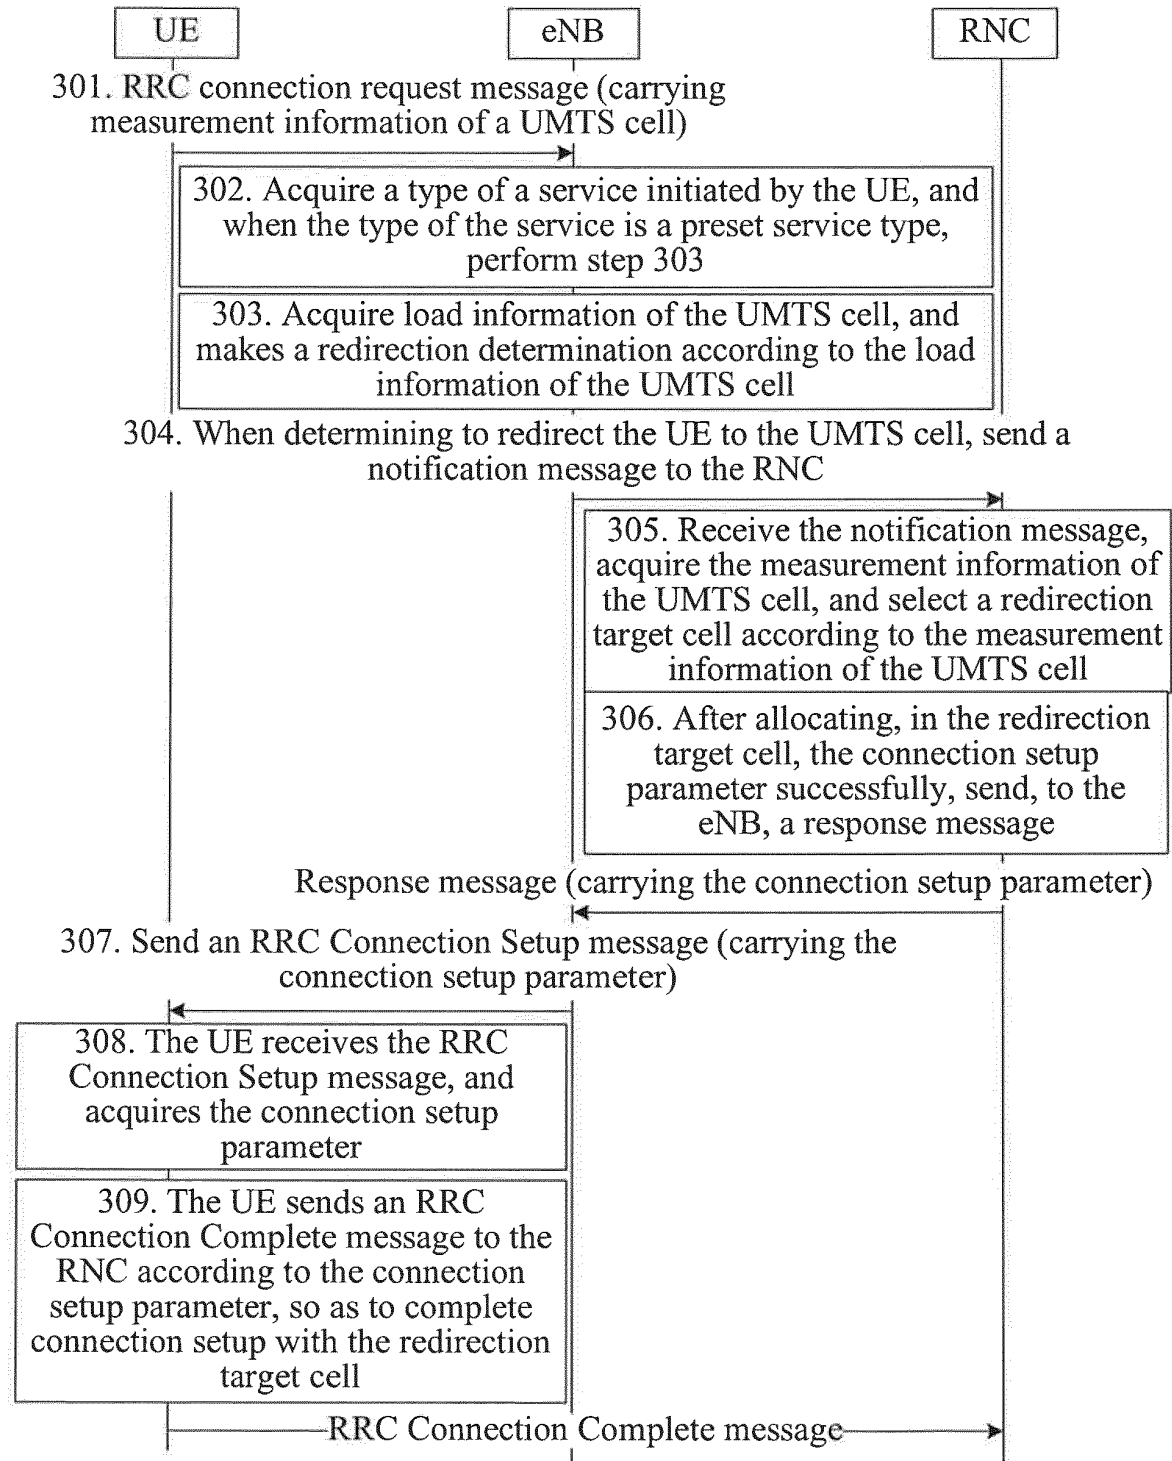 UE
eNB
RNC
301. RRC connection request message (carrying
measurement information of a UMTS cell)
302. Acquire a type of a service initiated by the UE, and
when the type of the service is a preset service type,
perform step 303
303. Acquire load information of the UMTS cell, and
makes a redirection determination according to the load
information of the UMTS cell
304. When determining to redirect the UE to the UMTS cell, send a
notification message to the RNC
305. Receive the notification message,
acquire the measurement information of
the UMTS cell, and select a redirection
target cell according to the measurement
information of the UMTS cell
306. After allocating, in the redirection
target cell, the connection setup
parameter successfully, send, to the
eNB, a response message
Response message (carrying the connection setup parameter)
307. Send an RRC Connection Setup message (carrying the
connection setup parameter)
308. The UE receives the RRC
Connection Setup message, and
acquires the connection setup
parameter
309. The UE sends an RRC
Connection Complete message to the
RNC according to the connection
setup parameter, so as to complete
connection setup with the redirection
target cell
RRC Connection Complete message